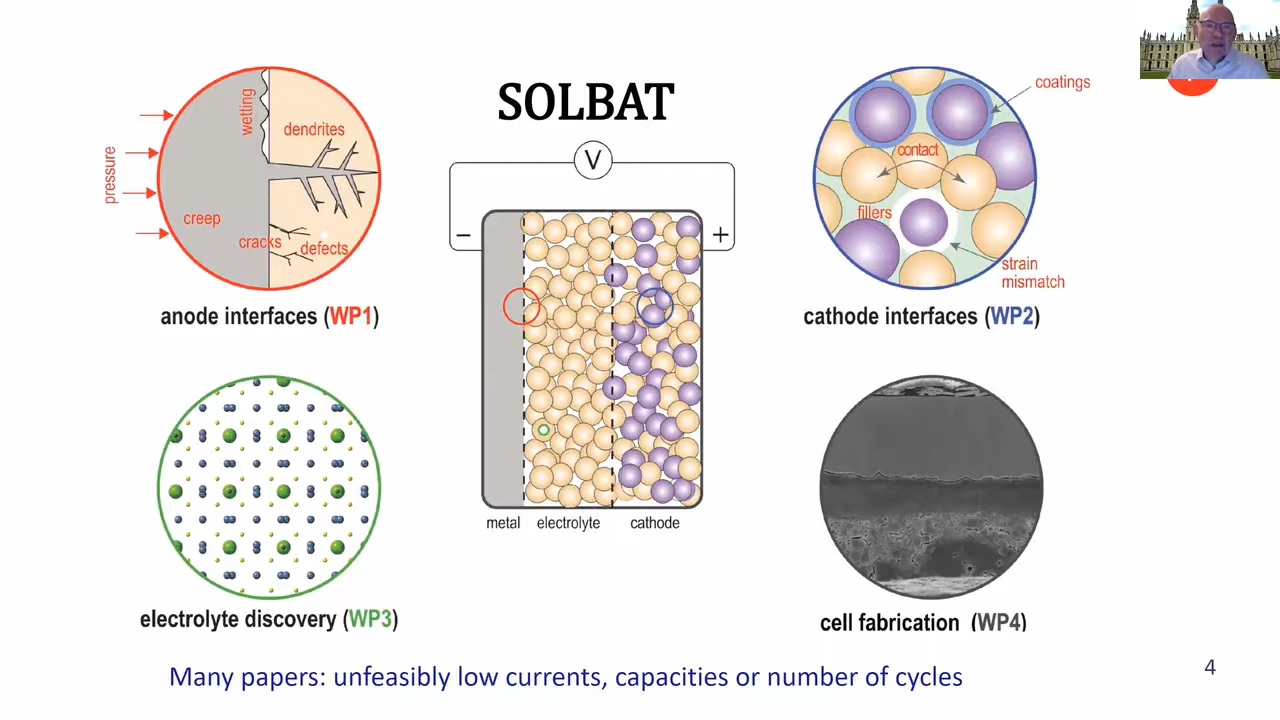 SOLBAT
pressure
wetting
dendrites
creep
cracks
defects
anode interfaces (WP1)
V
−
+
metal
electrolyte
cathode
coatings
contact
fillers
strain
mismatch
cathode interfaces (WP2)
electrolyte discovery (WP3)
cell fabrication (WP4)
Many papers: unfeasibly low currents, capacities or number of cycles
4